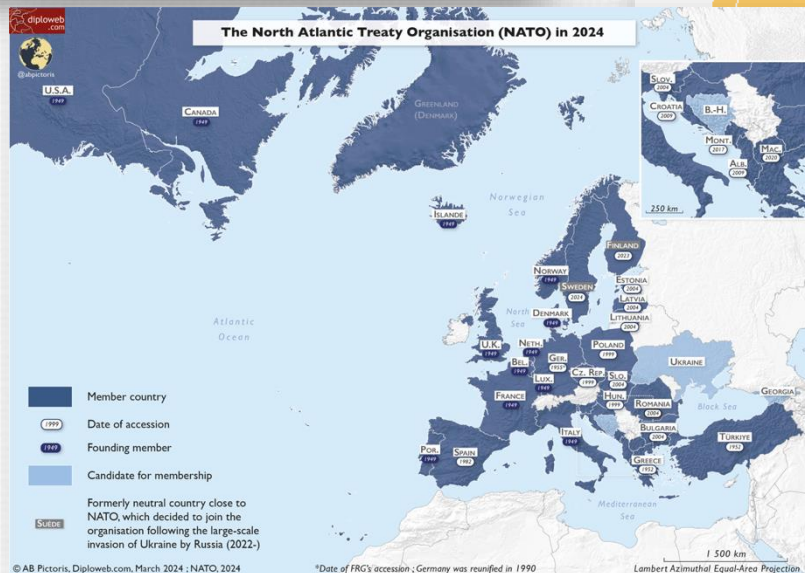 diploweb
.com
The North Atlantic Treaty Organisation (NATO) in 2024
@abpictoris
U.S.A.
1949
CANADA
1949
GREENLAND
(DENMARK)
SLOV.
2004
CROATIA
2009
B.-H.
MONT.
2017
MAC.
2020
ALB.
2009
250 km
Norwegian
Sea
ISLANDE
1949
FINLAND
2023
NORWAY
1949
SWEDEN
2024
ESTONIA
2004
LATVIA
2004
LITHUANIA
2004
North
Sea
DENMARK
1949
Atlantic
Ocean
U.K.
1949
NETH.
1949
BEL.
1949
GER.
1955*
POLAND
1999
LUX.
1949
CZ. REP.
1999
SLO.
2004
UKRAINE
FRANCE
1949
HUN.
1999
ROMANIA
2004
GEORGIA
Black Sea
ITALY
1949
BULGARIA
2004
TÜRKIYE
1952
POR.
1949
SPAIN
1982
GREECE
1952
Mediterranean
Sea
Member country
1999
Date of accession
1949
Founding member
Candidate for membership
SUÈDE
Formerly neutral country close to
NATO, which decided to join the
organisation following the large-scale
invasion of Ukraine by Russia (2022-)
1 500 km
© AB Pictoris, Diploweb.com, March 2024 ; NATO, 2024
*Date of FRG's accession ; Germany was reunified in 1990
Lambert Azimuthal Equal-Area Projection